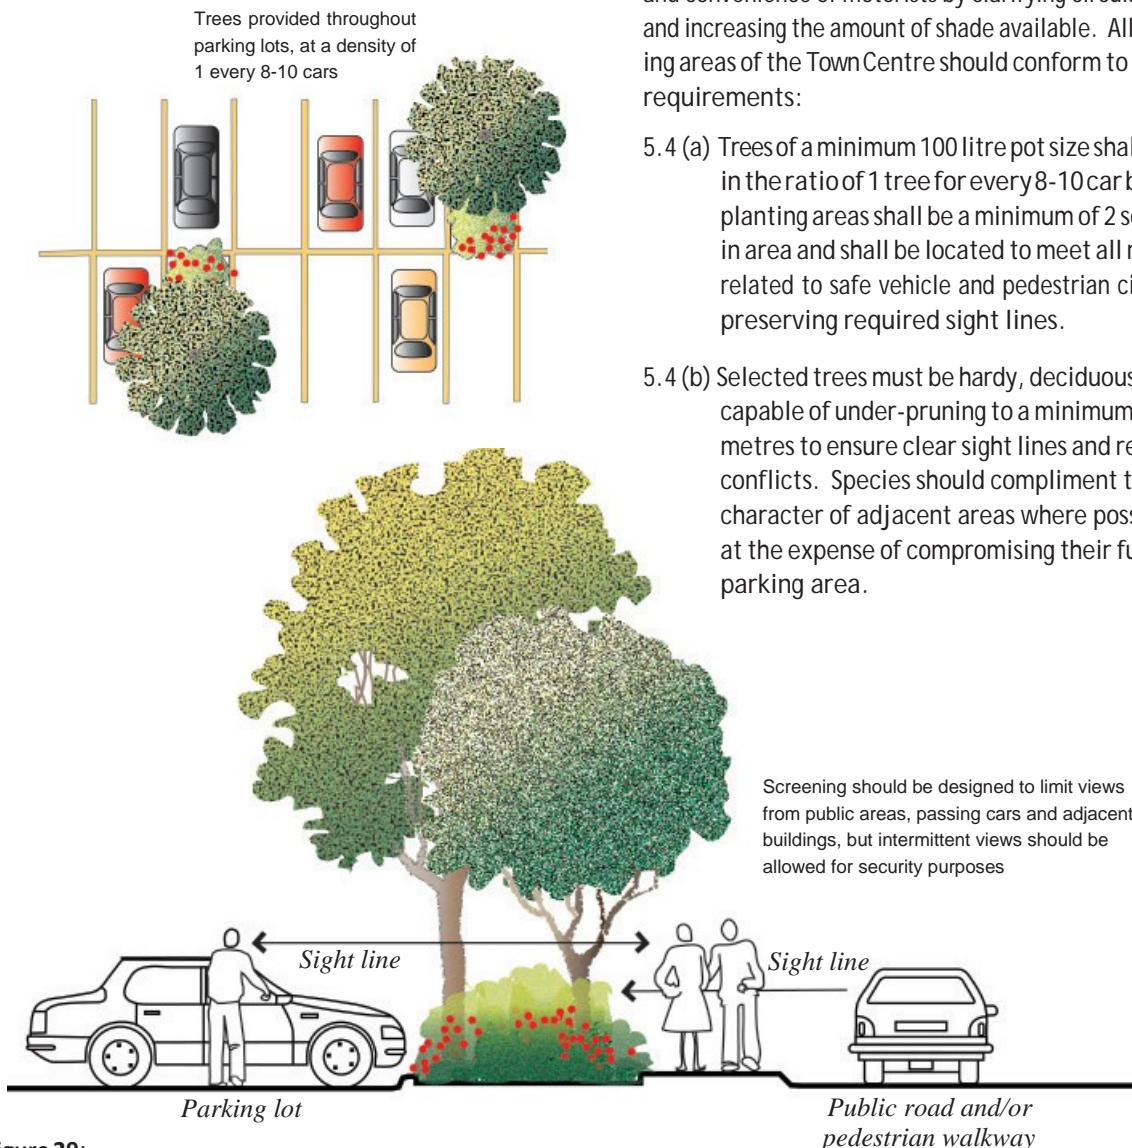 Trees provided throughout
parking lots, at a density of
1 every 8-10 cars
and increasing the amount of shade available. All
ing areas of the Town Centre should conform to
requirements:
5.4 (a) Trees of a minimum 100 litre pot size shal
in the ratio of 1 tree for every 8-10 car b
planting areas shall be a minimum of 2 s
in area and shall be located to meet all
related to safe vehicle and pedestrian ci
preserving required sight lines.
5.4 (b) Selected trees must be hardy, deciduous
capable of under-pruning to a minimum
metres to ensure clear sight lines and re
conflicts. Species should compliment t
character of adjacent areas where poss
at the expense of compromising their fu
parking area.
Screening should be designed to limit views
from public areas, passing cars and adjacent
buildings, but intermittent views should be
allowed for security purposes
Sight line
Sight line
Parking lot
Public road and/or
pedestrian walkway